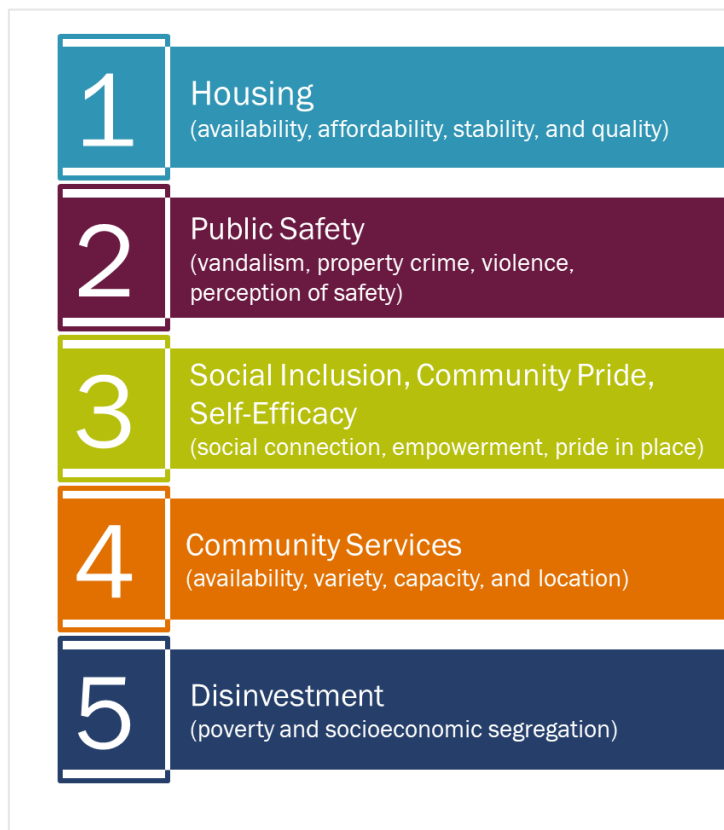 1
Housing
(availability, affordability, stability, and quality)
2
Public Safety
(vandalism, property crime, violence,
perception of safety)
3
Social Inclusion, Community Pride,
Self-Efficacy
(social connection, empowerment, pride in place)
4
Community Services
(availability, variety, capacity, and location)
5
Disinvestment
(poverty and socioeconomic segregation)